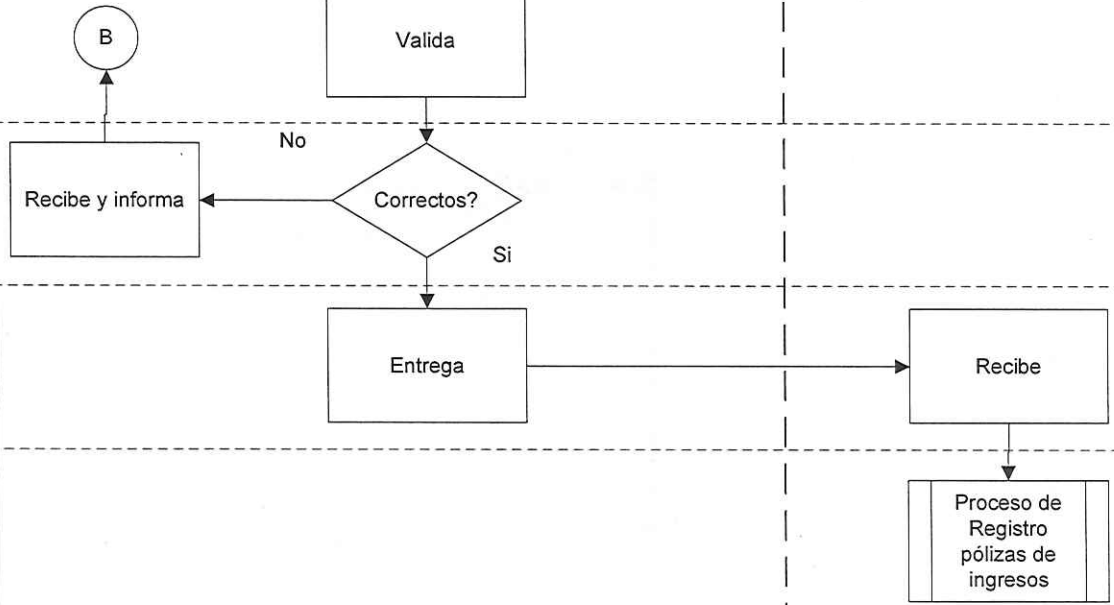 B
Valida
No
Recibe y informa
Correctos?
Si
Entrega
Recibe
Proceso de
Registro
pólizas de
ingresos